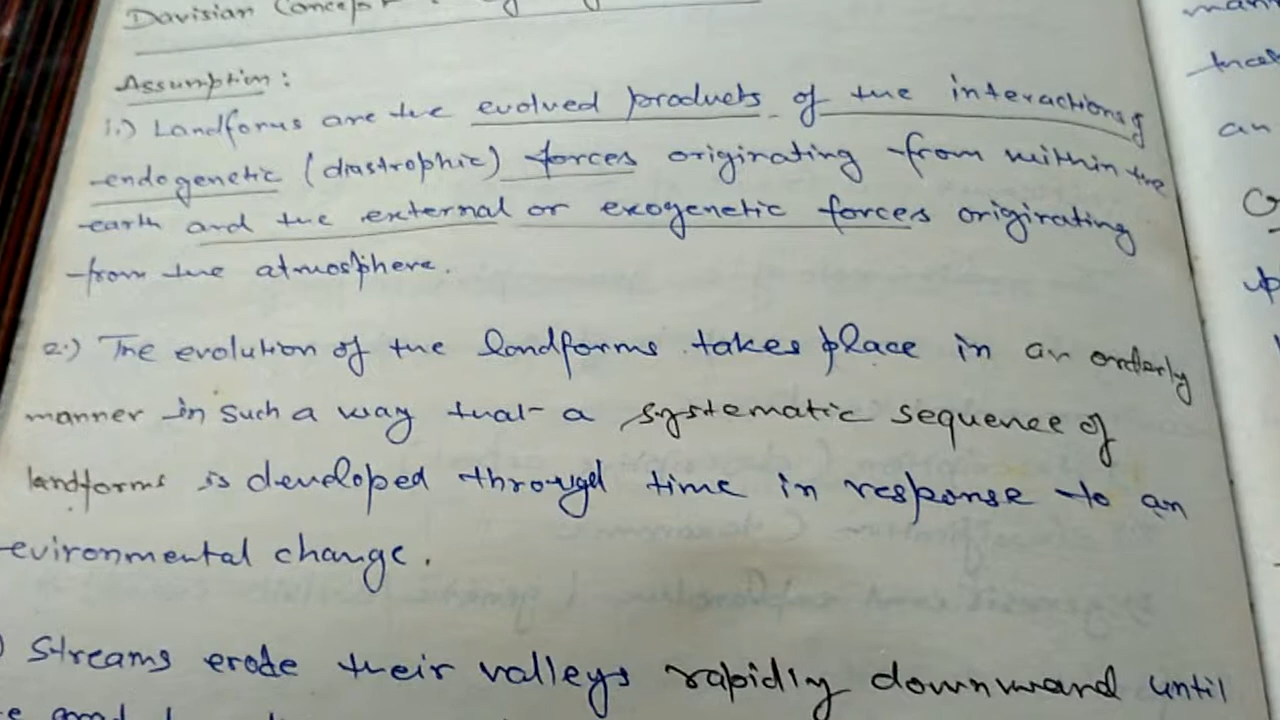 Davisian Concept
Assumption:
1.) Landforms are the evolved products of the interactions of
endogenetic (diastrophic) forces originating from within the
earth and the external or exogenetic forces originating
from the atmosphere.
2.) The evolution of the landforms takes place in an orderly
manner in such a way that a systematic sequence of
landforms is developed through time in response to an
evironmental change.
) Streams erode their valleys rapidly downward until
an
up